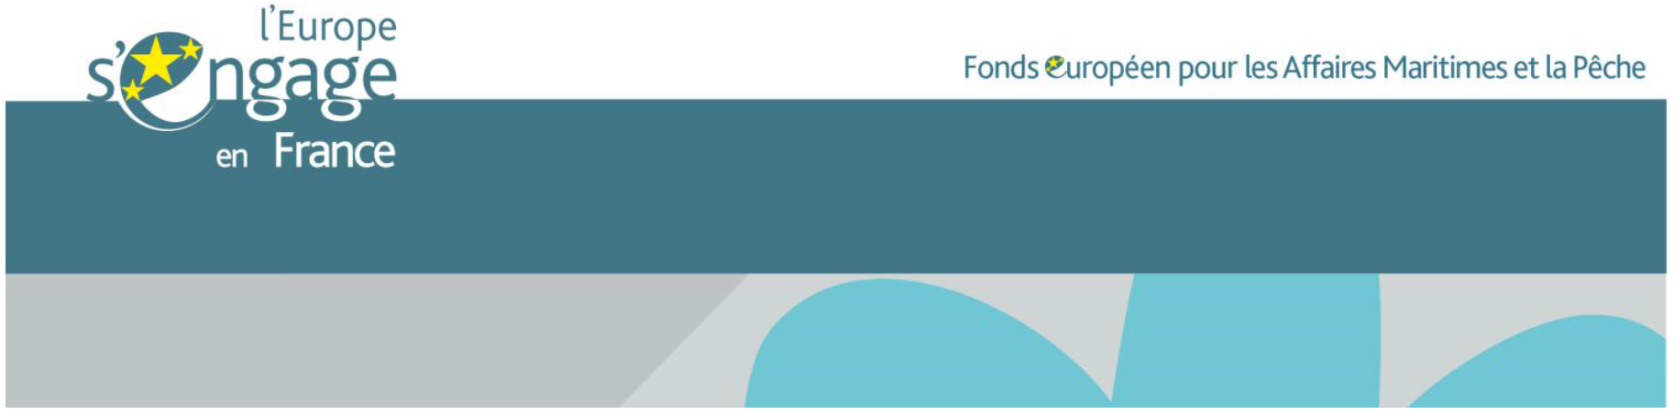 l'Europe
s'engage
en France
Fonds européen pour les Affaires Maritimes et la Pêche